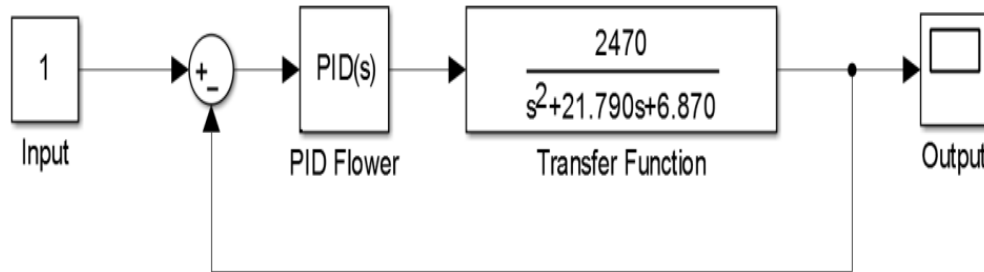 1
Input
+
−
PID(s)
PID Flower
2470
s²+21.790s+6.870
Transfer Function
Output